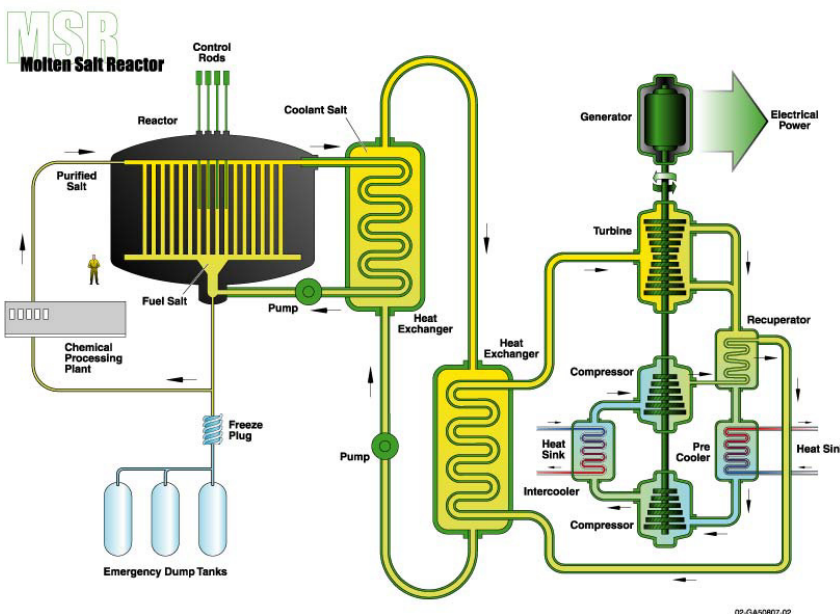 MSR
Molten Salt Reactor
Control
Rods
Reactor
Coolant Salt
Purified
Salt
Fuel Salt
Pump
Heat
Exchanger
Chemical
Processing
Plant
Freeze
Plug
Emergency Dump Tanks
Pump
Heat
Exchanger
Generator
Electrical
Power
Turbine
Recuperator
Compressor
Heat
Sink
Intercooler
Pre
Cooler
Heat Sin
Compressor
02-GA50807-02